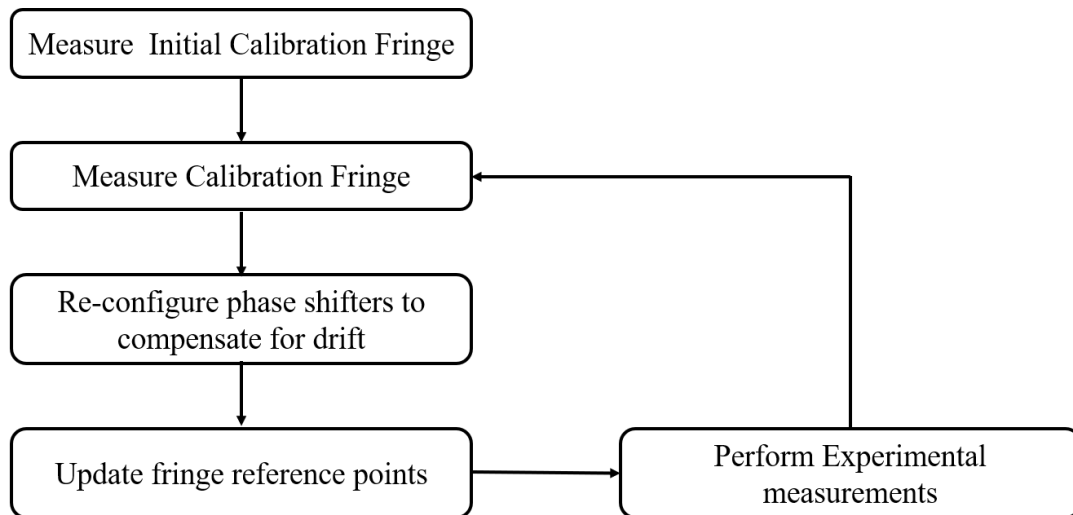 Measure Initial Calibration Fringe
Measure Calibration Fringe
Re-configure phase shifters to
compensate for drift
Update fringe reference points
Perform Experimental
measurements